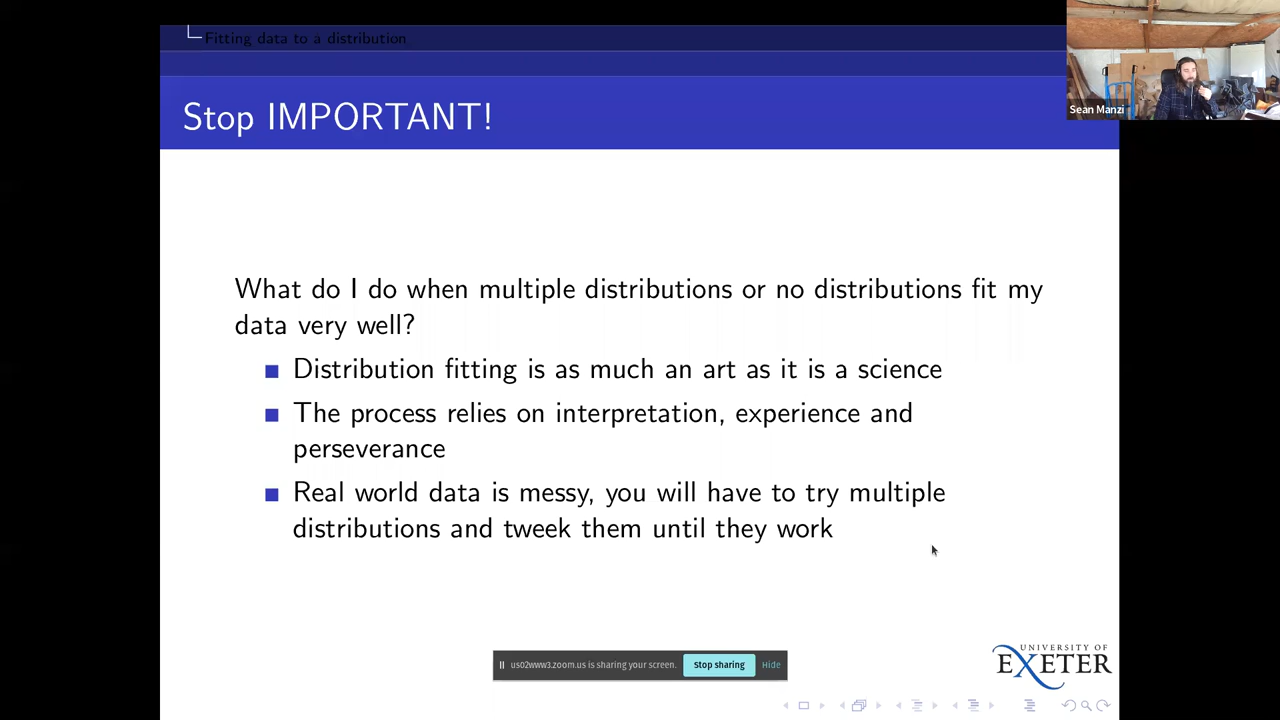 Fitting data to a distribution
Stop IMPORTANT!
Sean Manzi
What do I do when multiple distributions or no distributions fit my
data very well?
Distribution fitting is as much an art as it is a science
The process relies on interpretation, experience and
perseverance
Real world data is messy, you will have to try multiple
distributions and tweek them until they work
us02www3.zoom.us is sharing your screen.
Stop sharing
Hide
UNIVERSITY OF
EXETER